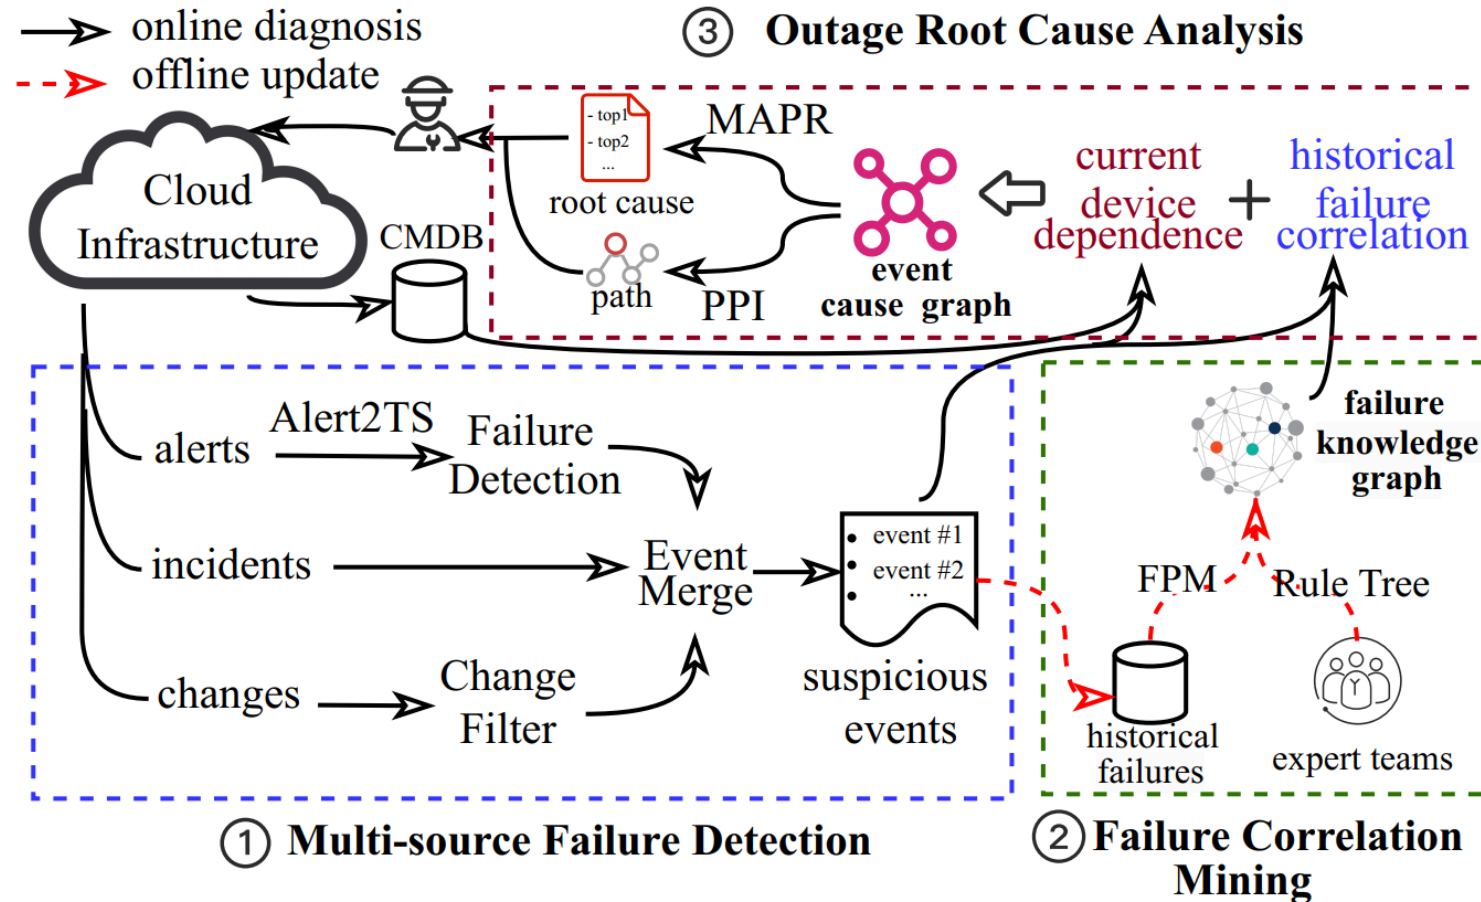 online diagnosis
offline update
③ Outage Root Cause Analysis
Cloud
Infrastructure
CMDB
- top1
- top2
...
root cause
path
MAPR
PPI
event
cause graph
current
device
dependence
+
historical
failure
correlation
alerts
Alert2TS
Failure
Detection
incidents
Event
Merge
changes
Change
Filter
event #1
event #2
...
suspicious
events
① Multi-source Failure Detection
failure
knowledge
graph
FPM
Rule Tree
historical
failures
expert teams
② Failure Correlation
Mining